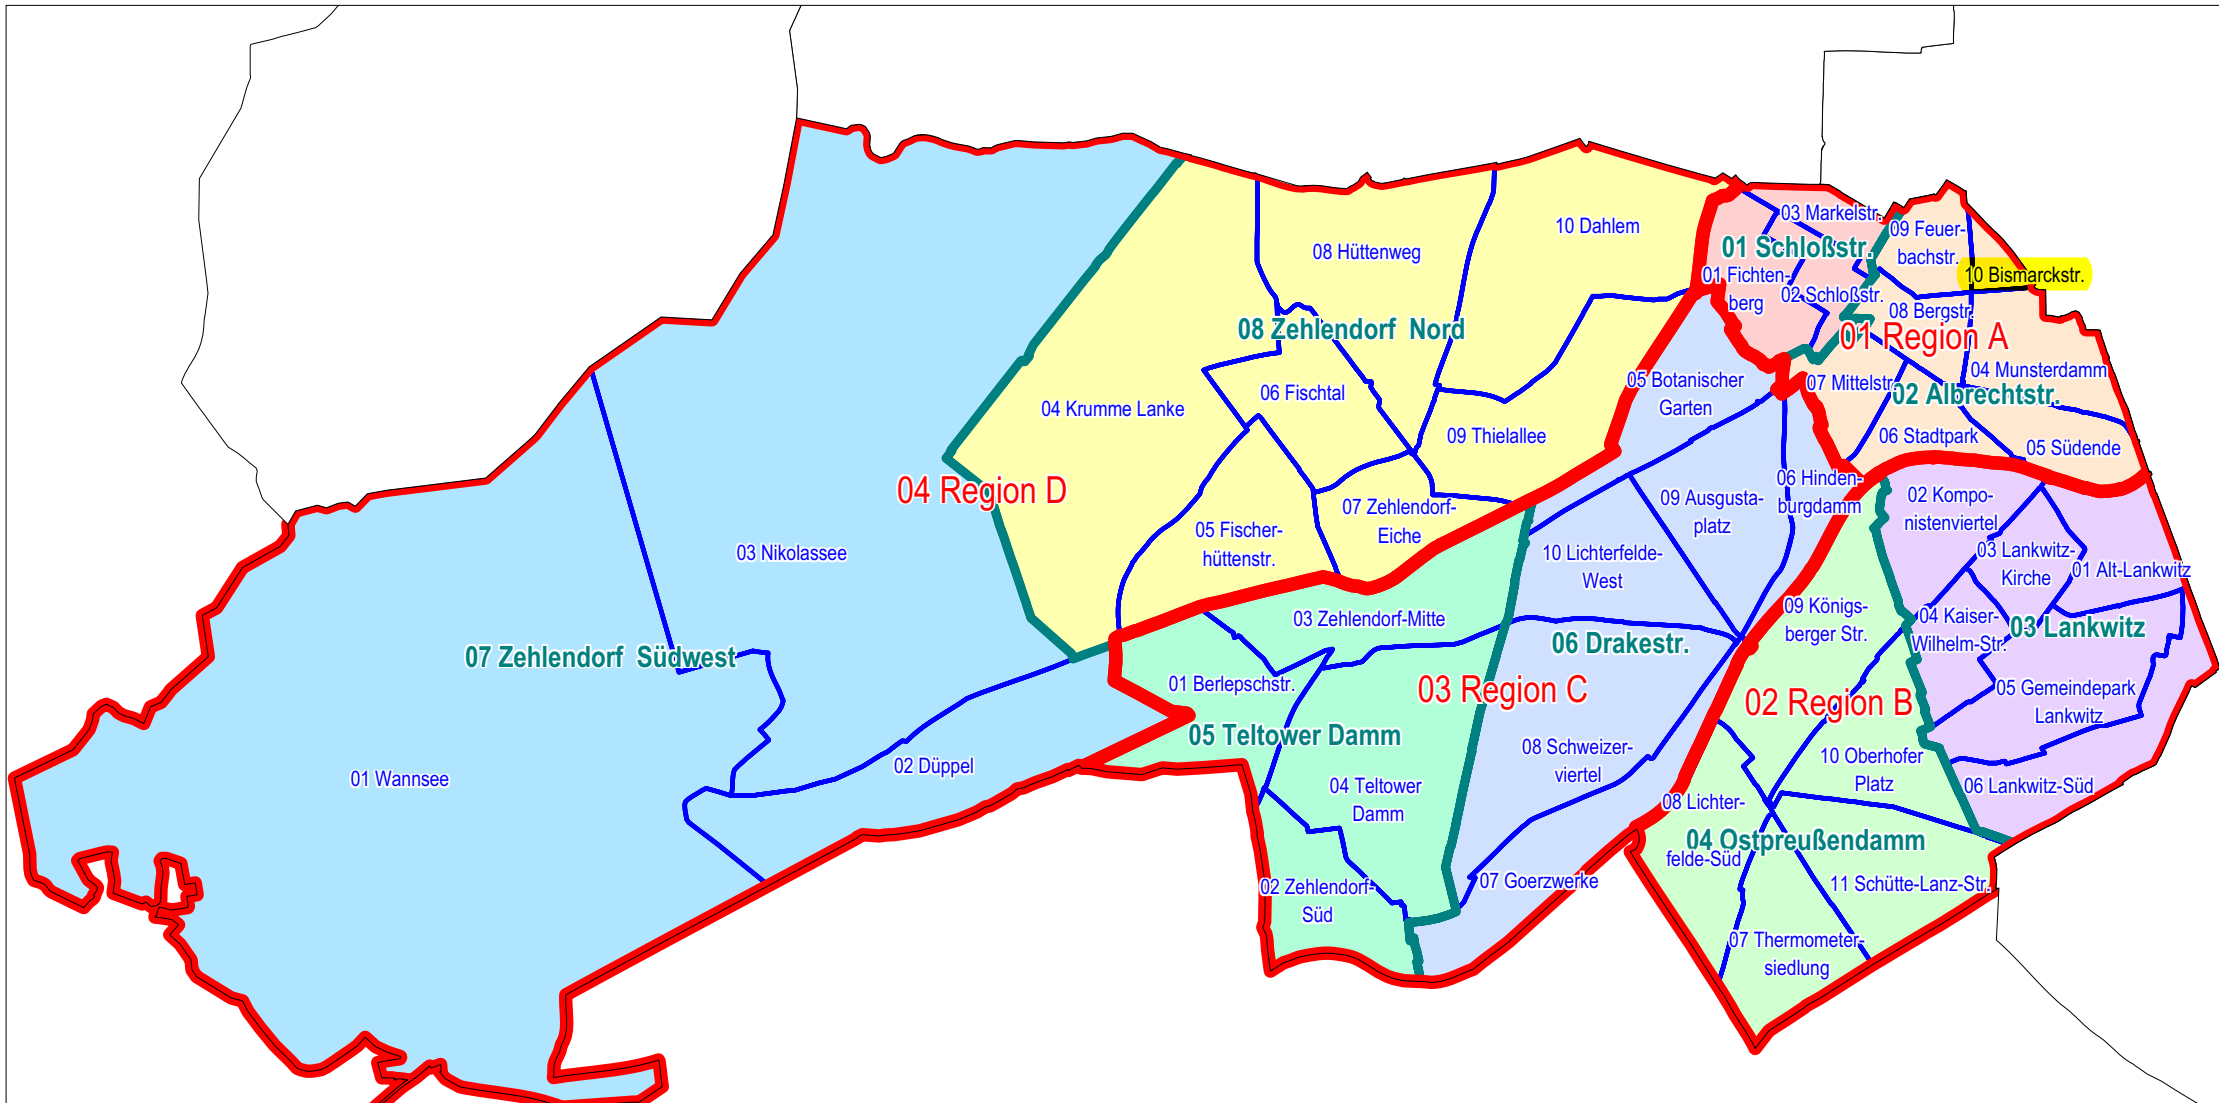 03 Markelstr.
10 Dahlem
09 Feuer-
bachstr.
01 Schloßstr.
08 Hüttenweg
01 Fichten-
berg
10 Bismarckstr.
02 Schloßstr.
08 Bergstr.
08 Zehlendorf Nord
01 Region A
04 Munsterdamm
05 Botanischer
Garten
07 Mittelstr.
02 Albrechtstr.
06 Fischtal
04 Krumme Lanke
09 Thielallee
06 Stadtpark
05 Südende
04 Region D
06 Hinden-
burgdamm
09 Ausgusta-
platz
02 Kompo-
nistenviertel
07 Zehlendorf-
Eiche
05 Fischer-
hüttenstr.
03 Nikolassee
10 Lichterfelde-
West
03 Lankwitz-
Kirche
01 Alt-Lankwitz
09 Königs-
berger Str.
04 Kaiser-
Wilhelm-Str.
03 Lankwitz
03 Zehlendorf-Mitte
06 Drakestr.
07 Zehlendorf Südwest
01 Berlepschstr.
03 Region C
02 Region B
05 Gemeindepark
Lankwitz
05 Teltower Damm
08 Schweizer-
viertel
10 Oberhofer
Platz
02 Düppel
01 Wannsee
04 Teltower
Damm
06 Lankwitz-Süd
08 Lichter-
felde-Süd
04 Ostpreußendamm
02 Zehlendorf-
Süd
07 Goerzwerke
11 Schütte-Lanz-Str.
07 Thermometer-
siedlung